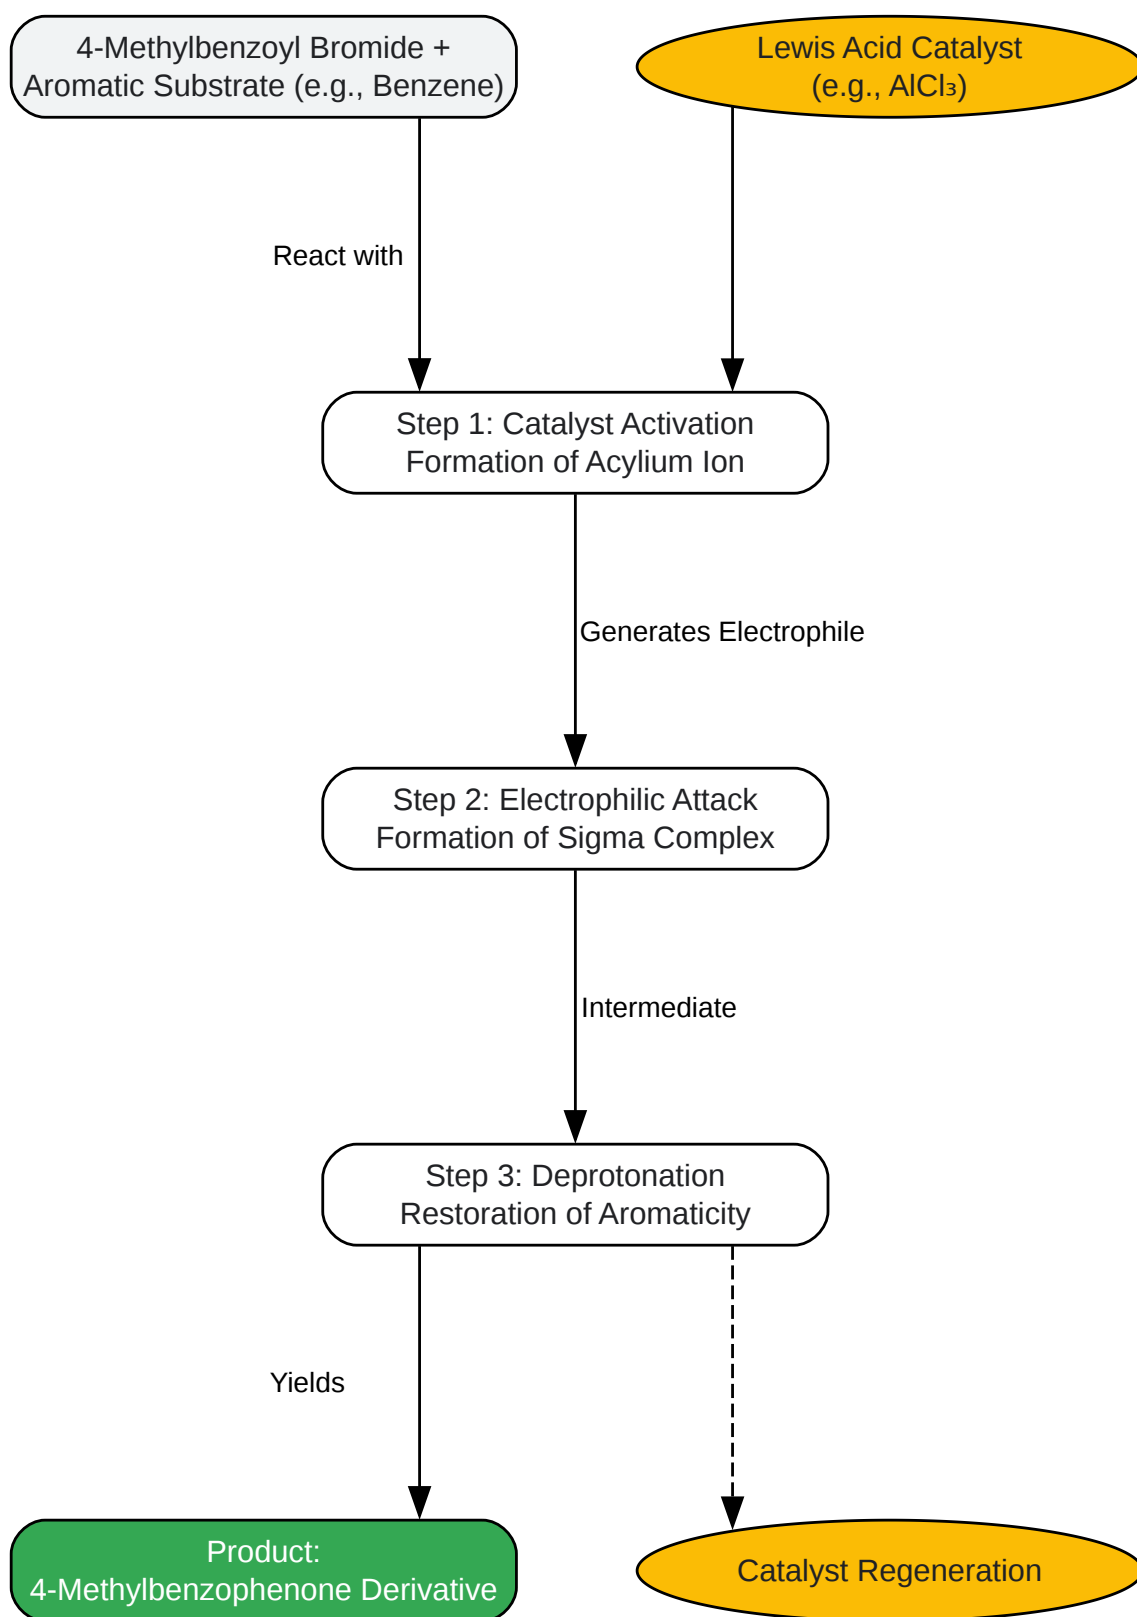 4-Methylbenzoyl Bromide +
Aromatic Substrate (e.g., Benzene)
Lewis Acid Catalyst
(e.g., AlCl₃)
React with
Step 1: Catalyst Activation
Formation of Acylium Ion
Generates Electrophile
Step 2: Electrophilic Attack
Formation of Sigma Complex
Intermediate
Step 3: Deprotonation
Restoration of Aromaticity
Yields
Product:
4-Methylbenzophenone Derivative
Catalyst Regeneration